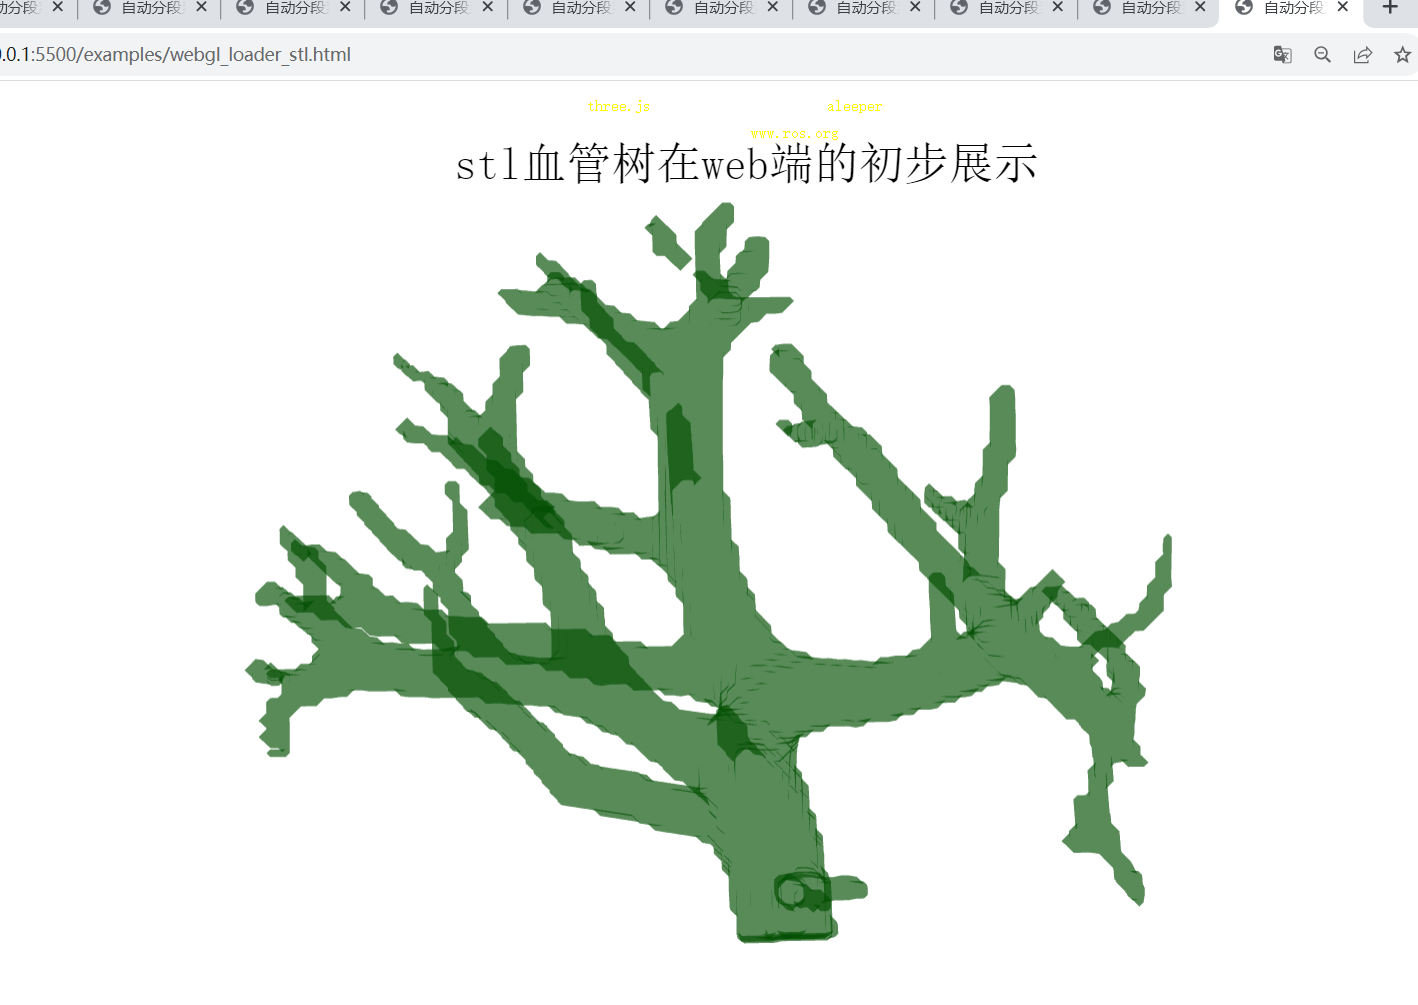 动分段 自动分段 自动分段 自动分段 自动分段 自动分段 自动分段 自动分段 自动分段 自动分段
0.0.1:5500/examples/webgl_loader_stl.html
three.js aleeper
www.ros.org
stl血管树在web端的初步展示